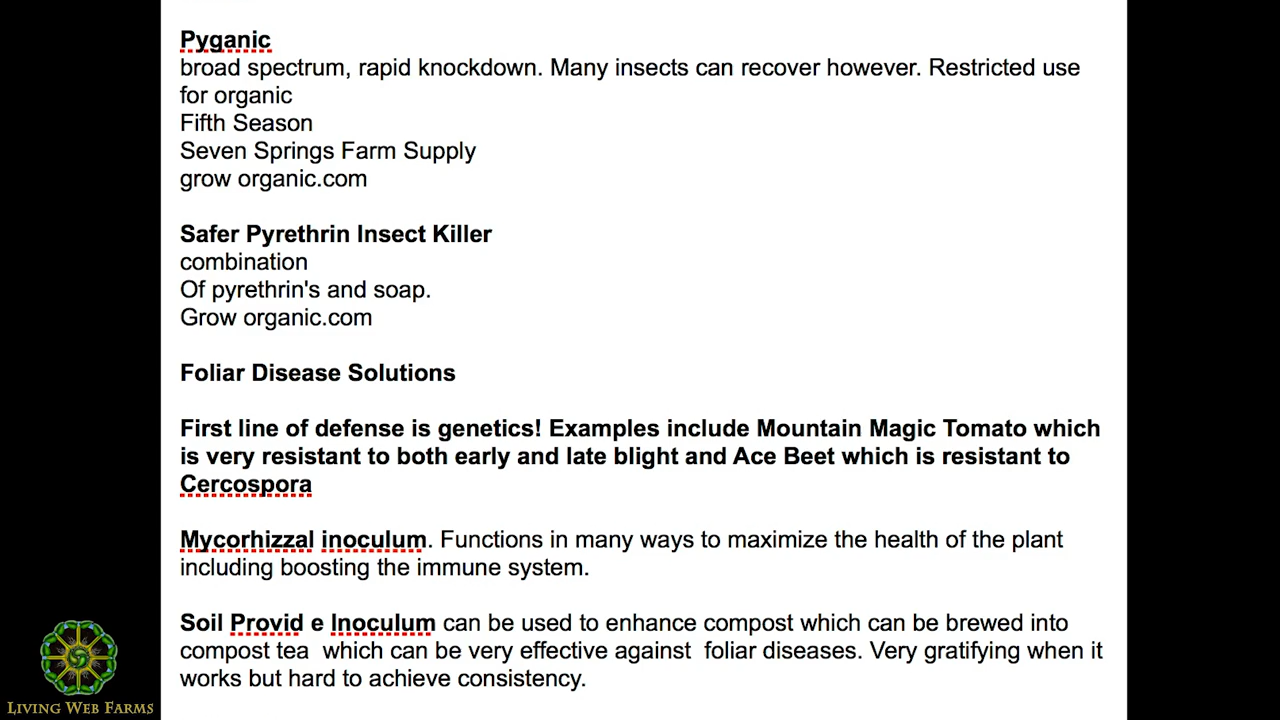 Pyganic
broad spectrum, rapid knockdown. Many insects can recover however. Restricted use
for organic
Fifth Season
Seven Springs Farm Supply
grow organic.com
Safer Pyrethrin Insect Killer
combination
Of pyrethrin's and soap.
Grow organic.com
Foliar Disease Solutions
First line of defense is genetics! Examples include Mountain Magic Tomato which
is very resistant to both early and late blight and Ace Beet which is resistant to
Cercospora
Mycorhizzal inoculum. Functions in many ways to maximize the health of the plant
including boosting the immune system.
Soil Provid e Inoculum can be used to enhance compost which can be brewed into
compost tea  which can be very effective against  foliar diseases. Very gratifying when it
works but hard to achieve consistency.
LIVING WEB FARMS